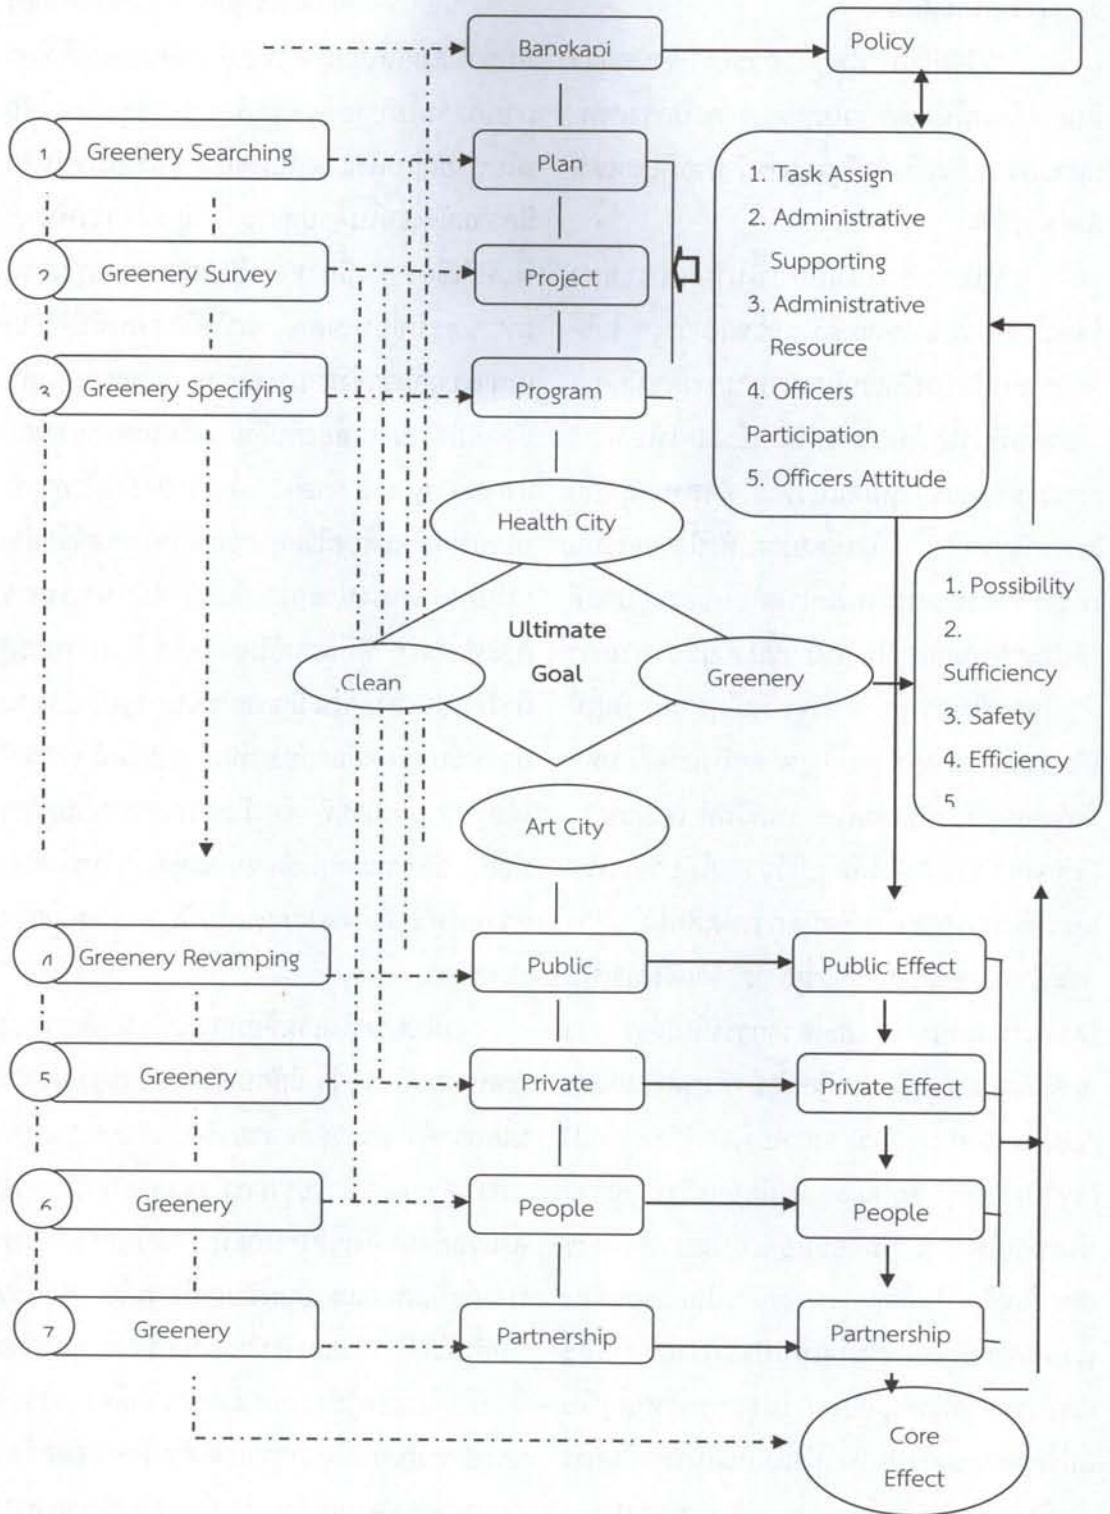 Bangkapi
Policy
1
Greenery Searching
Plan
1. Task Assign
2. Administrative
Supporting
3. Administrative
Resource
4. Officers
Participation
5. Officers Attitude
Greenery Survey
Project
Greenery Specifying
Program
Health City
Ultimate
Goal
Clean
Greenery
1. Possibility
2.
Sufficiency
3. Safety
4. Efficiency
5
Art City
Greenery Revamping
Public
Public Effect
5
Greenery
Private
Private Effect
6
Greenery
People
People
7
Greenery
Partnership
Partnership
Core
Effect